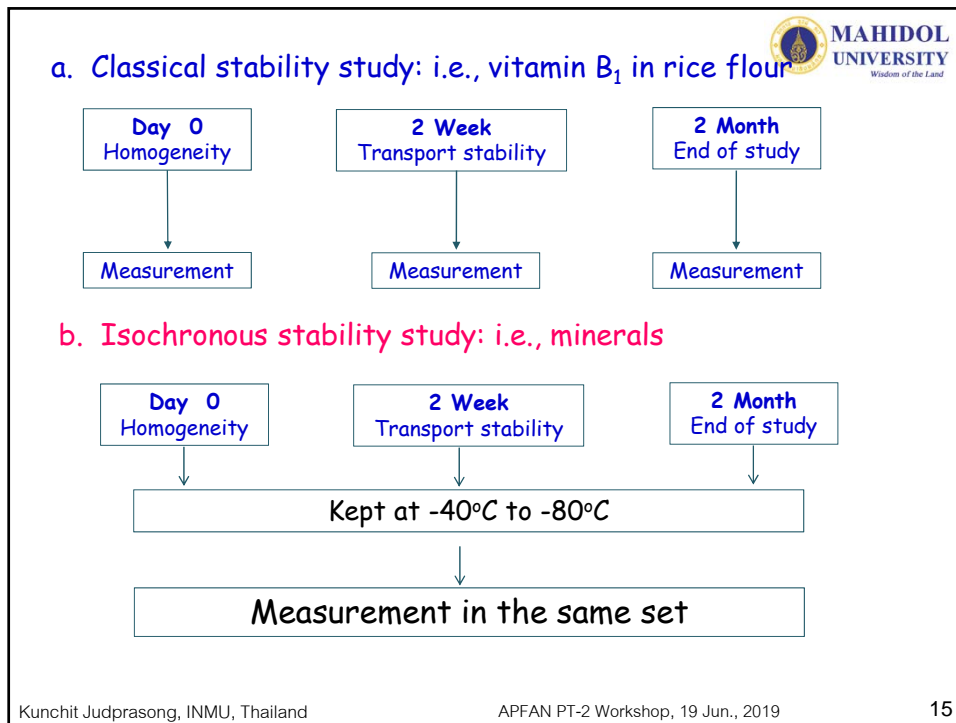 MAHIDOL
UNIVERSITY
Wisdom of the Land
a. Classical stability study: i.e., vitamin B₁ in rice flour
Day 0
Homogeneity
2 Week
Transport stability
2 Month
End of study
Measurement
Measurement
Measurement
b. Isochronous stability study: i.e., minerals
Day 0
Homogeneity
2 Week
Transport stability
2 Month
End of study
Kept at -40°C to -80°C
Measurement in the same set
Kunchit Judprasong, INMU, Thailand
APFAN PT-2 Workshop, 19 Jun., 2019
15